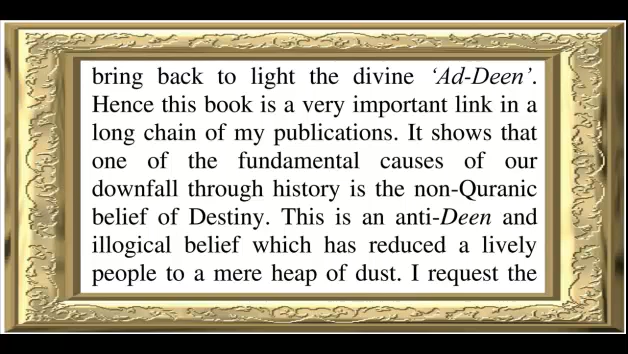 bring back to light the divine ‘Ad-Deen’.
Hence this book is a very important link in a
long chain of my publications. It shows that
one of the fundamental causes of our
downfall through history is the non-Quranic
belief of Destiny. This is an anti-Deen and
illogical belief which has reduced a lively
people to a mere heap of dust. I request the